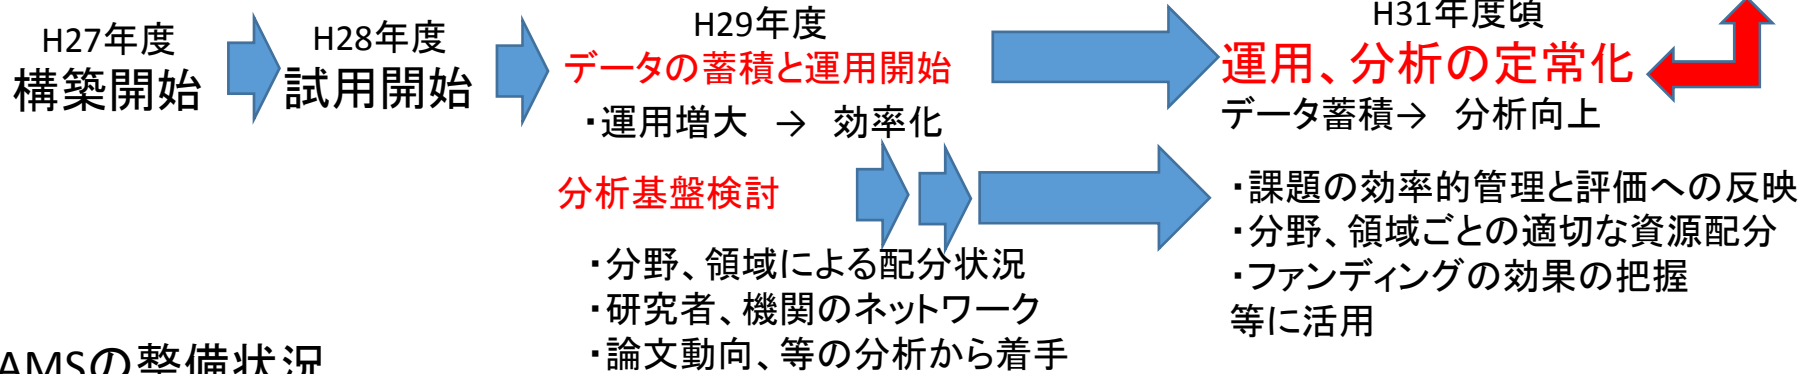 H27年度
構築開始
H28年度
試用開始
H29年度
データの蓄積と運用開始
・運用増大 → 効率化
分析基盤検討
・分野、領域による配分状況
・研究者、機関のネットワーク
・論文動向、等の分析から着手
H31年度頃
運用、分析の定常化
データ蓄積→ 分析向上
・課題の効率的管理と評価への反映
・分野、領域ごとの適切な資源配分
・ファンディングの効果の把握
等に活用
AMSの整備状況